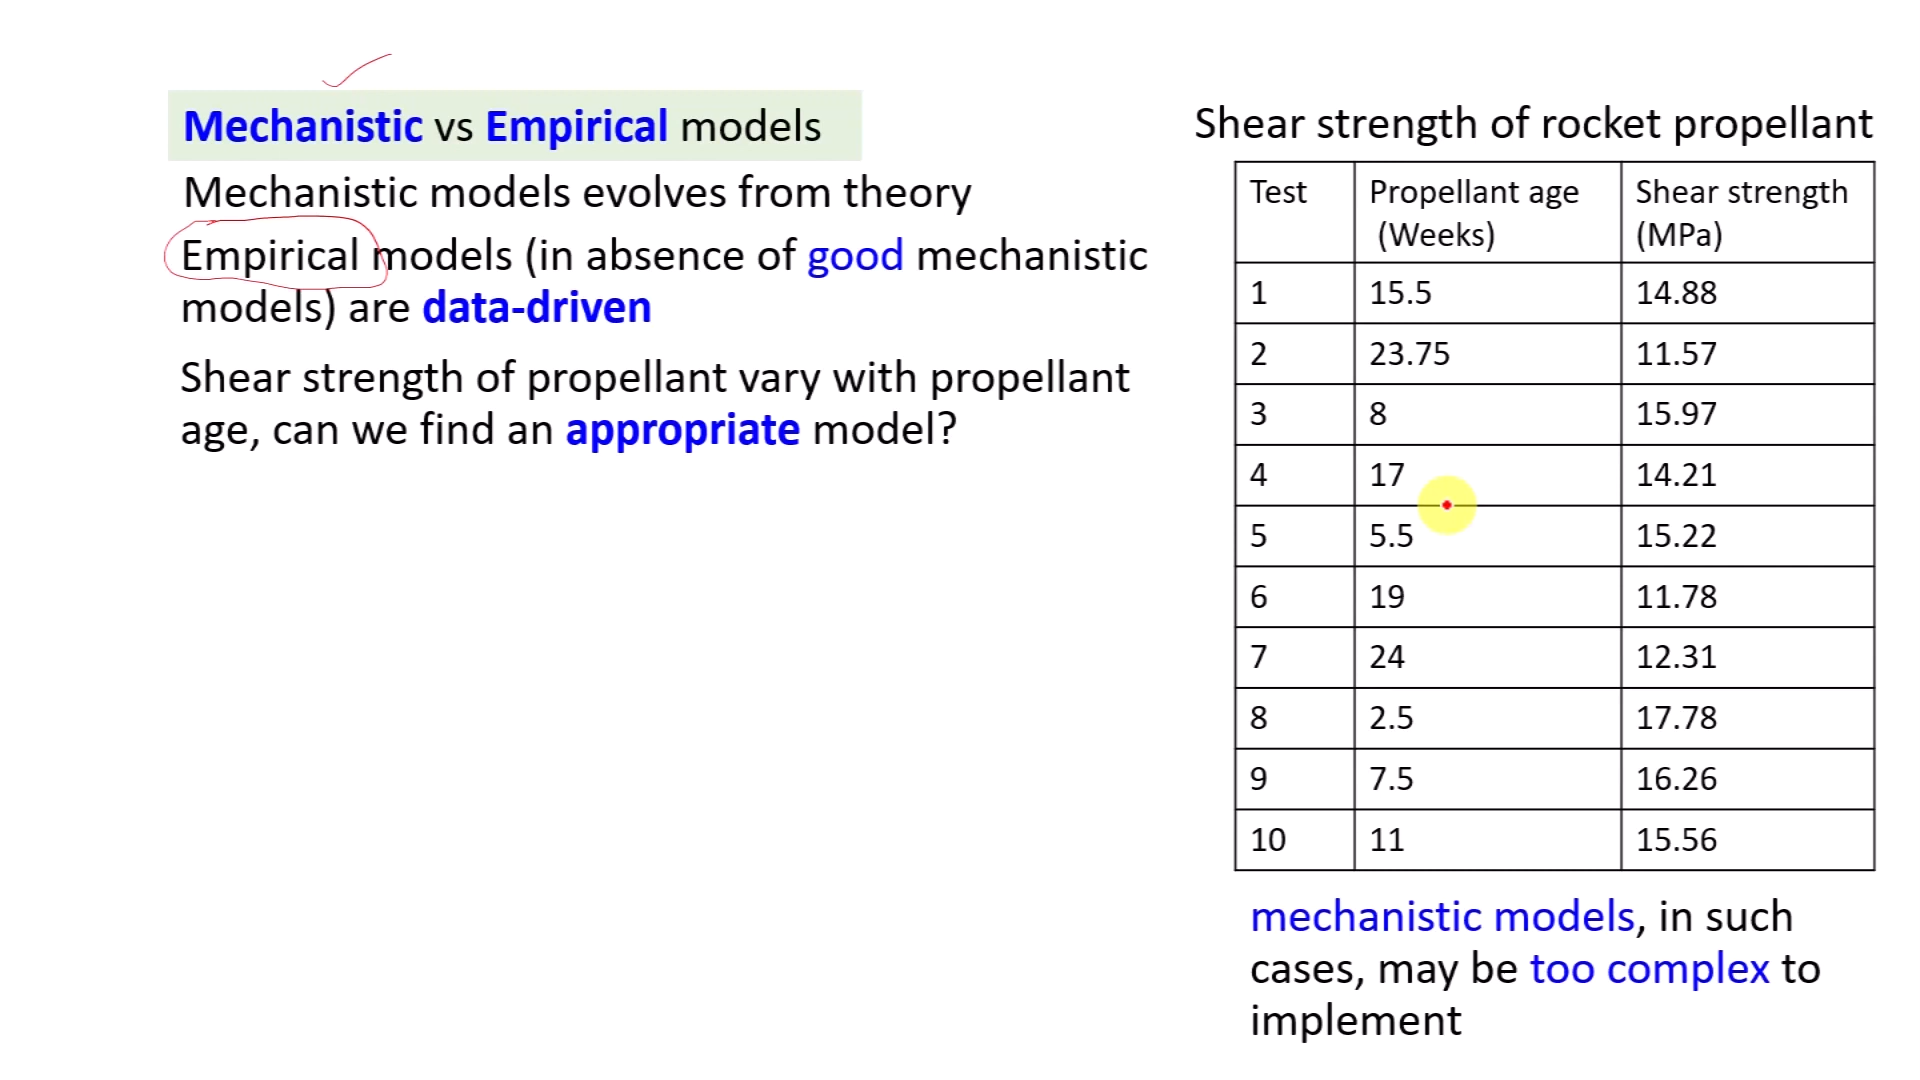 Mechanistic vs Empirical models
Mechanistic models evolves from theory
Empirical models (in absence of good mechanistic
models) are data-driven
Shear strength of propellant vary with propellant
age, can we find an appropriate model?
Shear strength of rocket propellant
Test Propellant age (Weeks) Shear strength (MPa)
1 15.5 14.88
2 23.75 11.57
3 8 15.97
4 17 14.21
5 5.5 15.22
6 19 11.78
7 24 12.31
8 2.5 17.78
9 7.5 16.26
10 11 15.56
mechanistic models, in such
cases, may be too complex to
implement